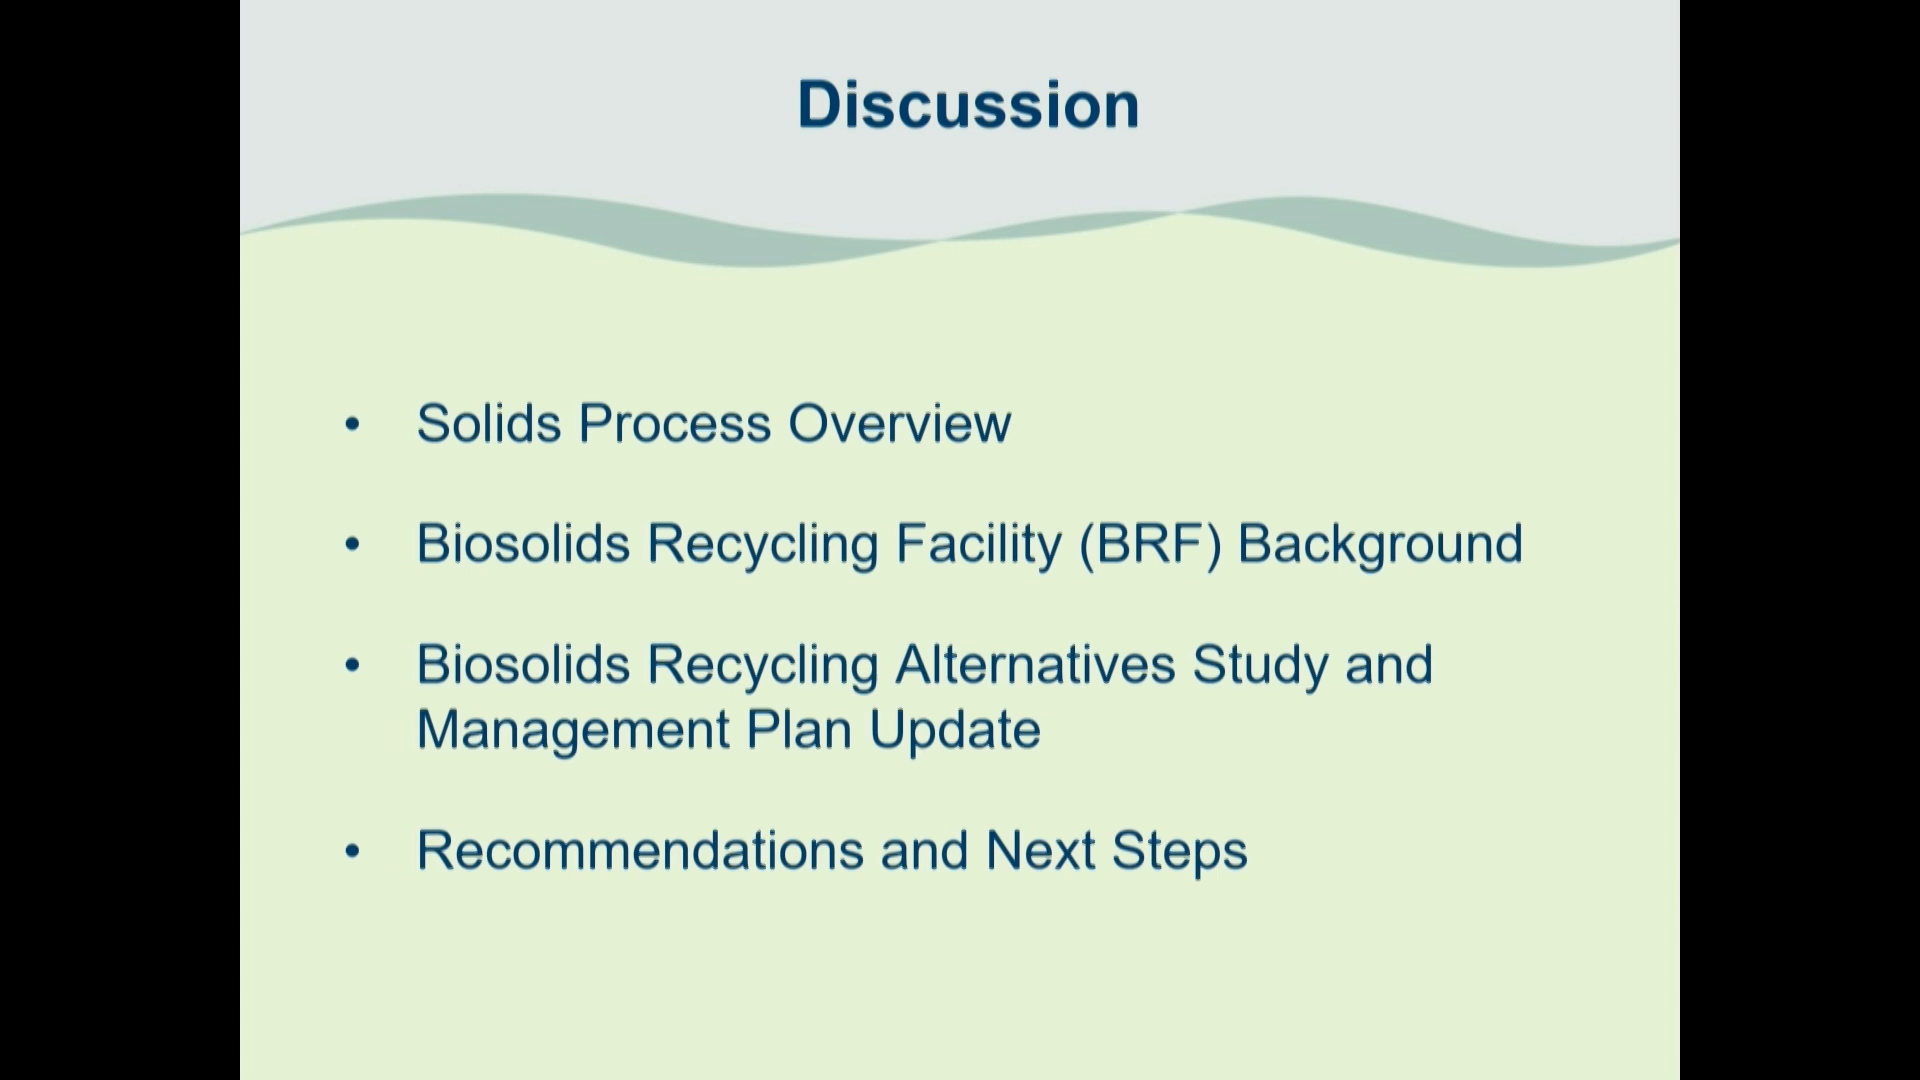 Discussion
• Solids Process Overview
• Biosolids Recycling Facility (BRF) Background
• Biosolids Recycling Alternatives Study and
Management Plan Update
• Recommendations and Next Steps